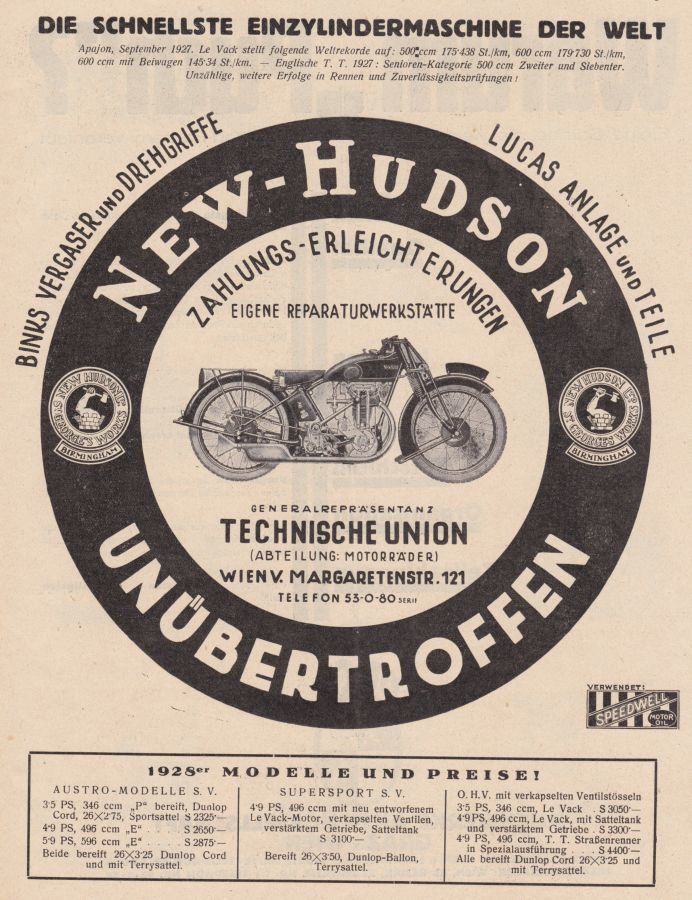 DIE SCHNELLSTE EINZYLINDERMASCHINE DER WELT
Apajon, September 1927. Le Vack stellt folgende Weltrekorde auf: 500 ccm 175·438 St./km, 600 ccm 179·730 St./km,
600 ccm mit Beiwagen 145·34 St./km. — Englische T. T. 1927: Senioren-Kategorie 500 ccm Zweiter und Siebenter.
Unzählige, weitere Erfolge in Rennen und Zuverlässigkeitsprüfungen!
BINKS VERGASER UND DREHGRIFFE
LUCAS ANLAGE UND TEILE
NEW-HUDSON
ZAHLUNGS-ERLEICHTERUNGEN
EIGENE REPARATURWERKSTÄTTE
NEW HUDSON LTD
ST GEORGE'S WORKS
BIRMINGHAM
NEW HUDSON LTD
ST GEORGES WORKS
BIRMINGHAM
GENERALREPRÄSENTANZ
TECHNISCHE UNION
(ABTEILUNG: MOTORRÄDER)
WIEN V. MARGARETENSTR. 121
TELEFON 53-0-80 SERIE
UNÜBERTROFFEN
VERWENDET:
SPEEDWELL
MOTOR
OIL
1928er MODELLE UND PREISE!
AUSTRO-MODELLE S. V.
3·5 PS, 346 ccm „P" bereift, Dunlop
Cord, 26×2·75, Sportsattel S 2325·—
4·9 PS, 496 ccm „E" . . . . . S 2650·—
5·9 PS, 596 ccm „E" . . . . . S 2875·—
Beide bereift 26×3·25 Dunlop Cord
und mit Terrysattel.
SUPERSPORT S. V.
4·9 PS, 496 ccm mit neu entworfenem
Le Vack-Motor, verkapselten Ventilen,
verstärktem Getriebe, Satteltank
S 3100·—
Bereift 26×3·50, Dunlop-Ballon,
Terrysattel.
O. H. V. mit verkapselten Ventilstösseln
3·5 PS, 346 ccm, Le Vack . S 3050·—
4·9 PS, 496 ccm, Le Vack, mit Satteltank
und verstärktem Getriebe . S 3300·—
4·9 PS, 496 ccm, T. T. Straßenrenner
in Spezialausführung . . . S 4400·—
Alle bereift Dunlop Cord 26×3·25 und
mit Terrysattel.